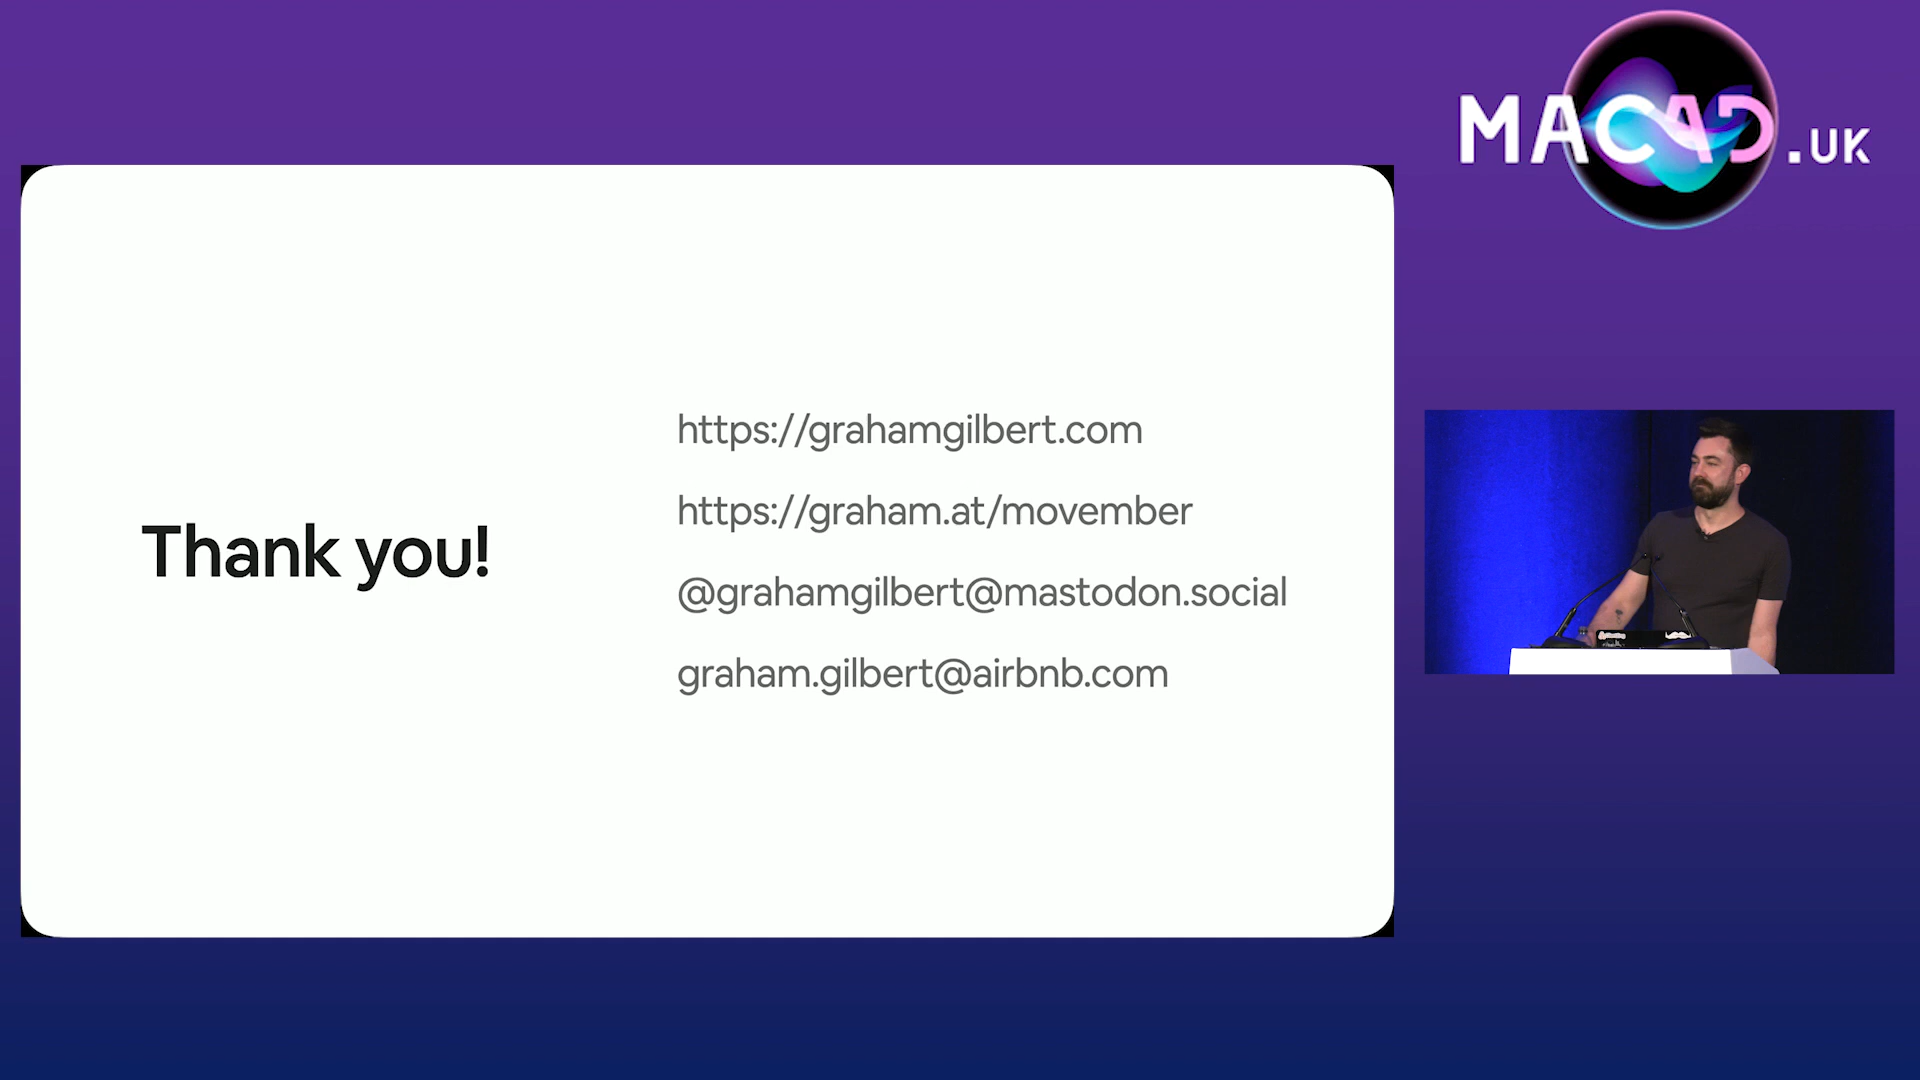 MACAD.UK
Thank you!
https://grahamgilbert.com
https://graham.at/movember
@grahamgilbert@mastodon.social
graham.gilbert@airbnb.com